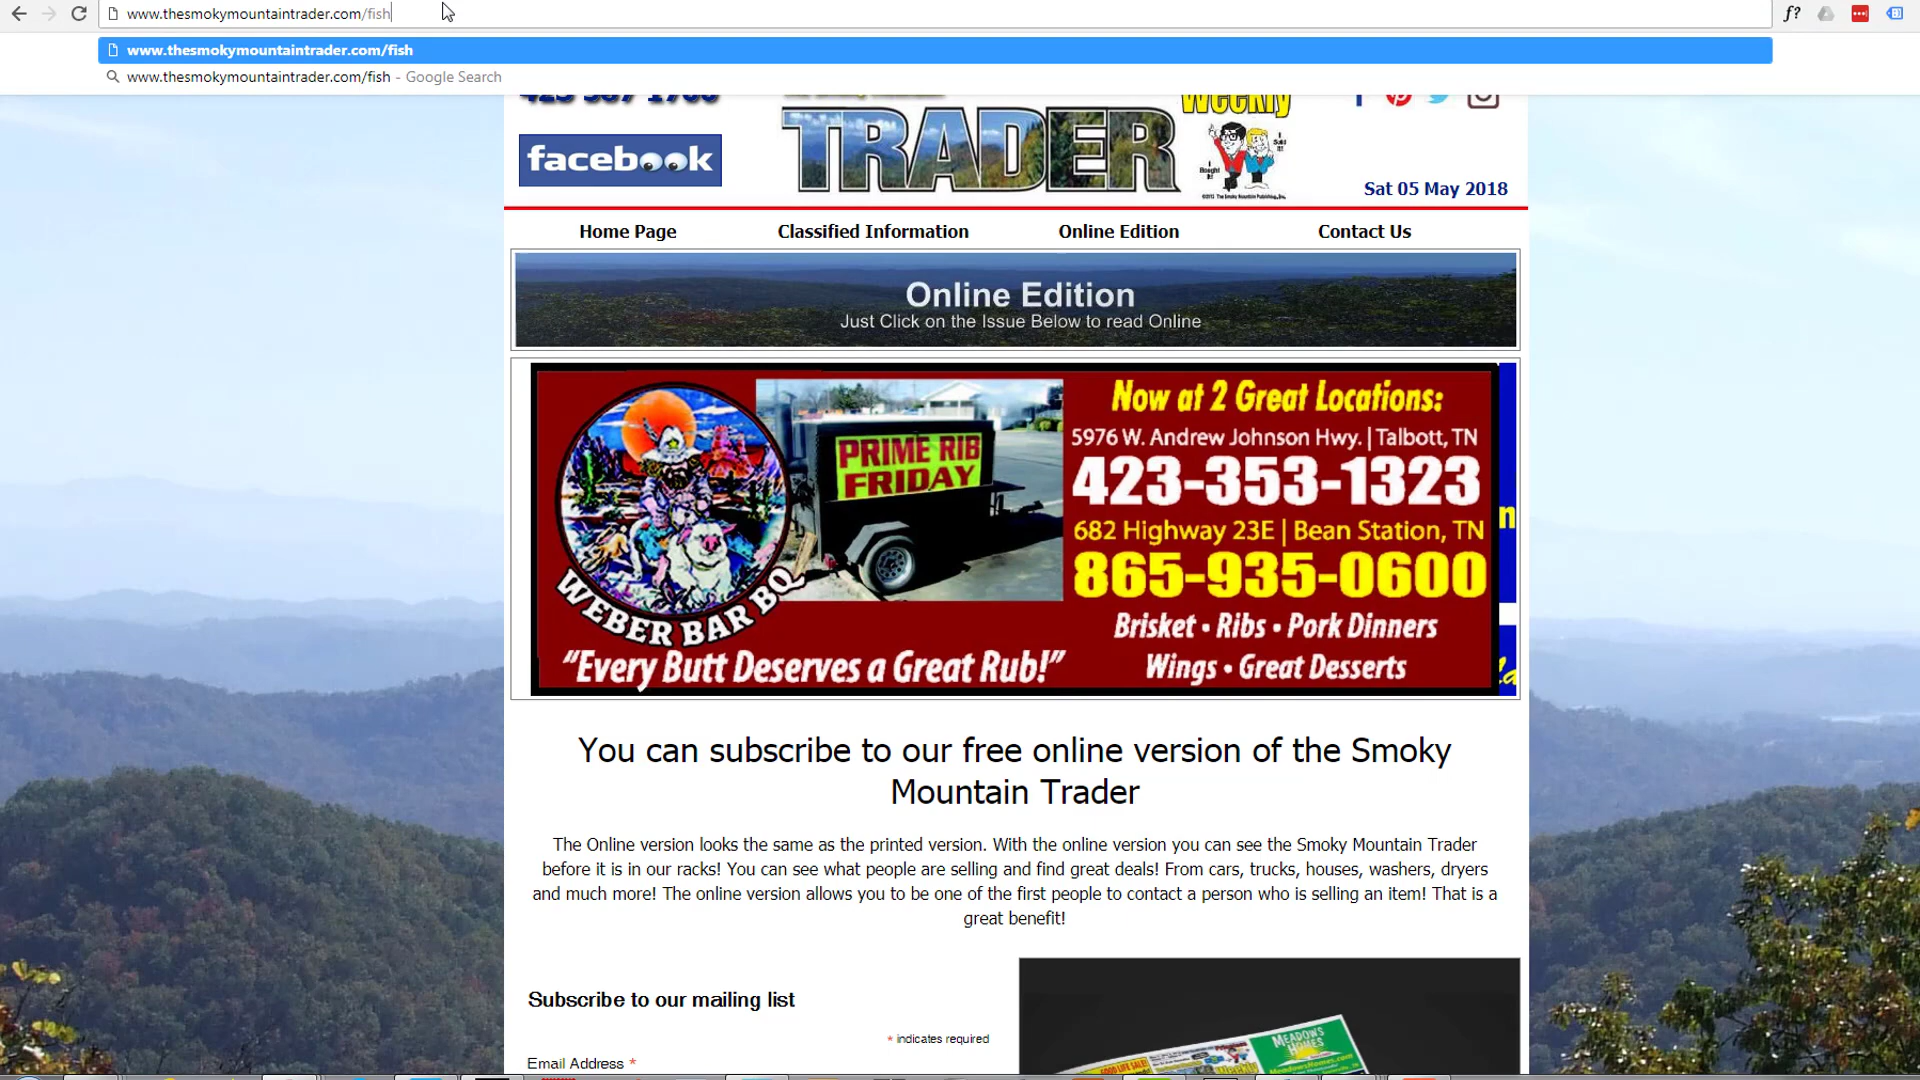 www.thesmokymountaintrader.com/fish
www.thesmokymountaintrader.com/fish
www.thesmokymountaintrader.com/fish - Google Search
Weekly
facebook
TRADER
I Bought It!
I Sold It!
Sat 05 May 2018
Home Page
Classified Information
Online Edition
Contact Us
Online Edition
Just Click on the Issue Below to read Online
PRIME RIB
FRIDAY
WEBER BAR BQ
"Every Butt Deserves a Great Rub!"
Now at 2 Great Locations:
5976 W. Andrew Johnson Hwy. | Talbott, TN
423-353-1323
682 Highway 23E | Bean Station, TN
865-935-0600
Brisket • Ribs • Pork Dinners
Wings • Great Desserts
You can subscribe to our free online version of the Smoky
Mountain Trader
The Online version looks the same as the printed version. With the online version you can see the Smoky Mountain Trader
before it is in our racks! You can see what people are selling and find great deals! From cars, trucks, houses, washers, dryers
and much more! The online version allows you to be one of the first people to contact a person who is selling an item! That is a
great benefit!
Subscribe to our mailing list
* indicates required
Email Address *
MEADOWS
HOMES
MeadowsHomes.com